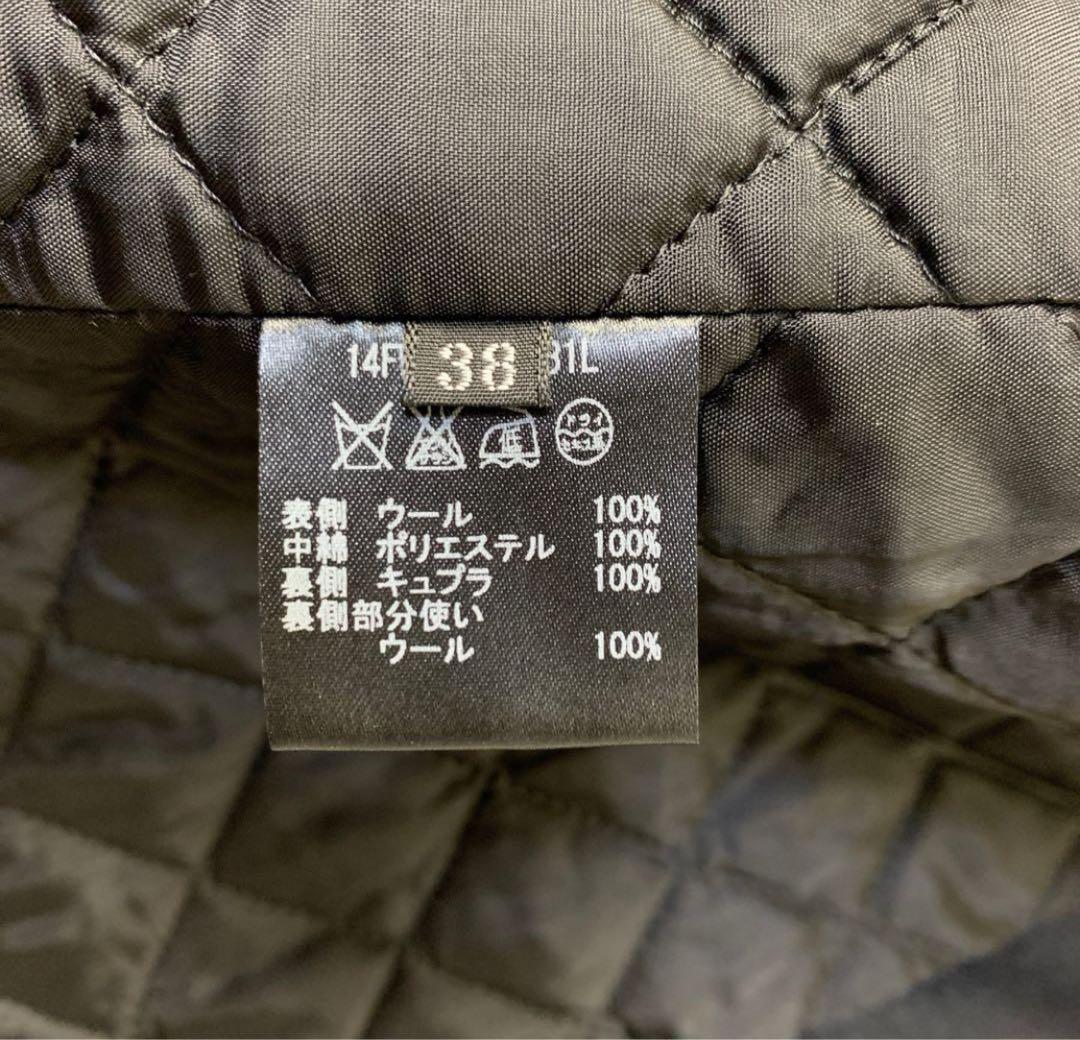 14F 38 31L
表側 ウール 100%
中綿 ポリエステル 100%
裏側 キュプラ 100%
裏側部分使い
ウール 100%